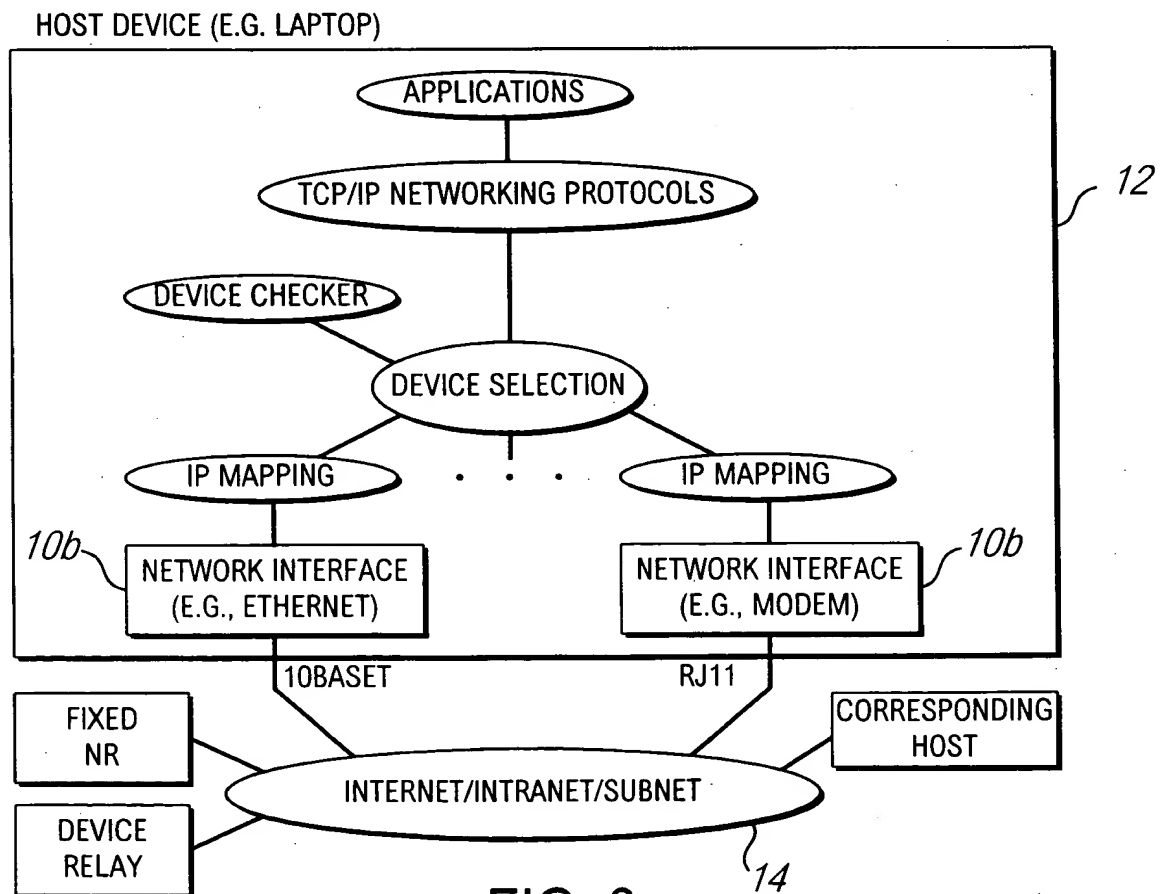 HOST DEVICE (E.G. LAPTOP)
APPLICATIONS
TCP/IP NETWORKING PROTOCOLS
12
DEVICE CHECKER
DEVICE SELECTION
IP MAPPING
. . .
IP MAPPING
10b
NETWORK INTERFACE
(E.G., ETHERNET)
NETWORK INTERFACE
(E.G., MODEM)
10b
10BASET
RJ11
FIXED
NR
CORRESPONDING
HOST
INTERNET/INTRANET/SUBNET
DEVICE
RELAY
14